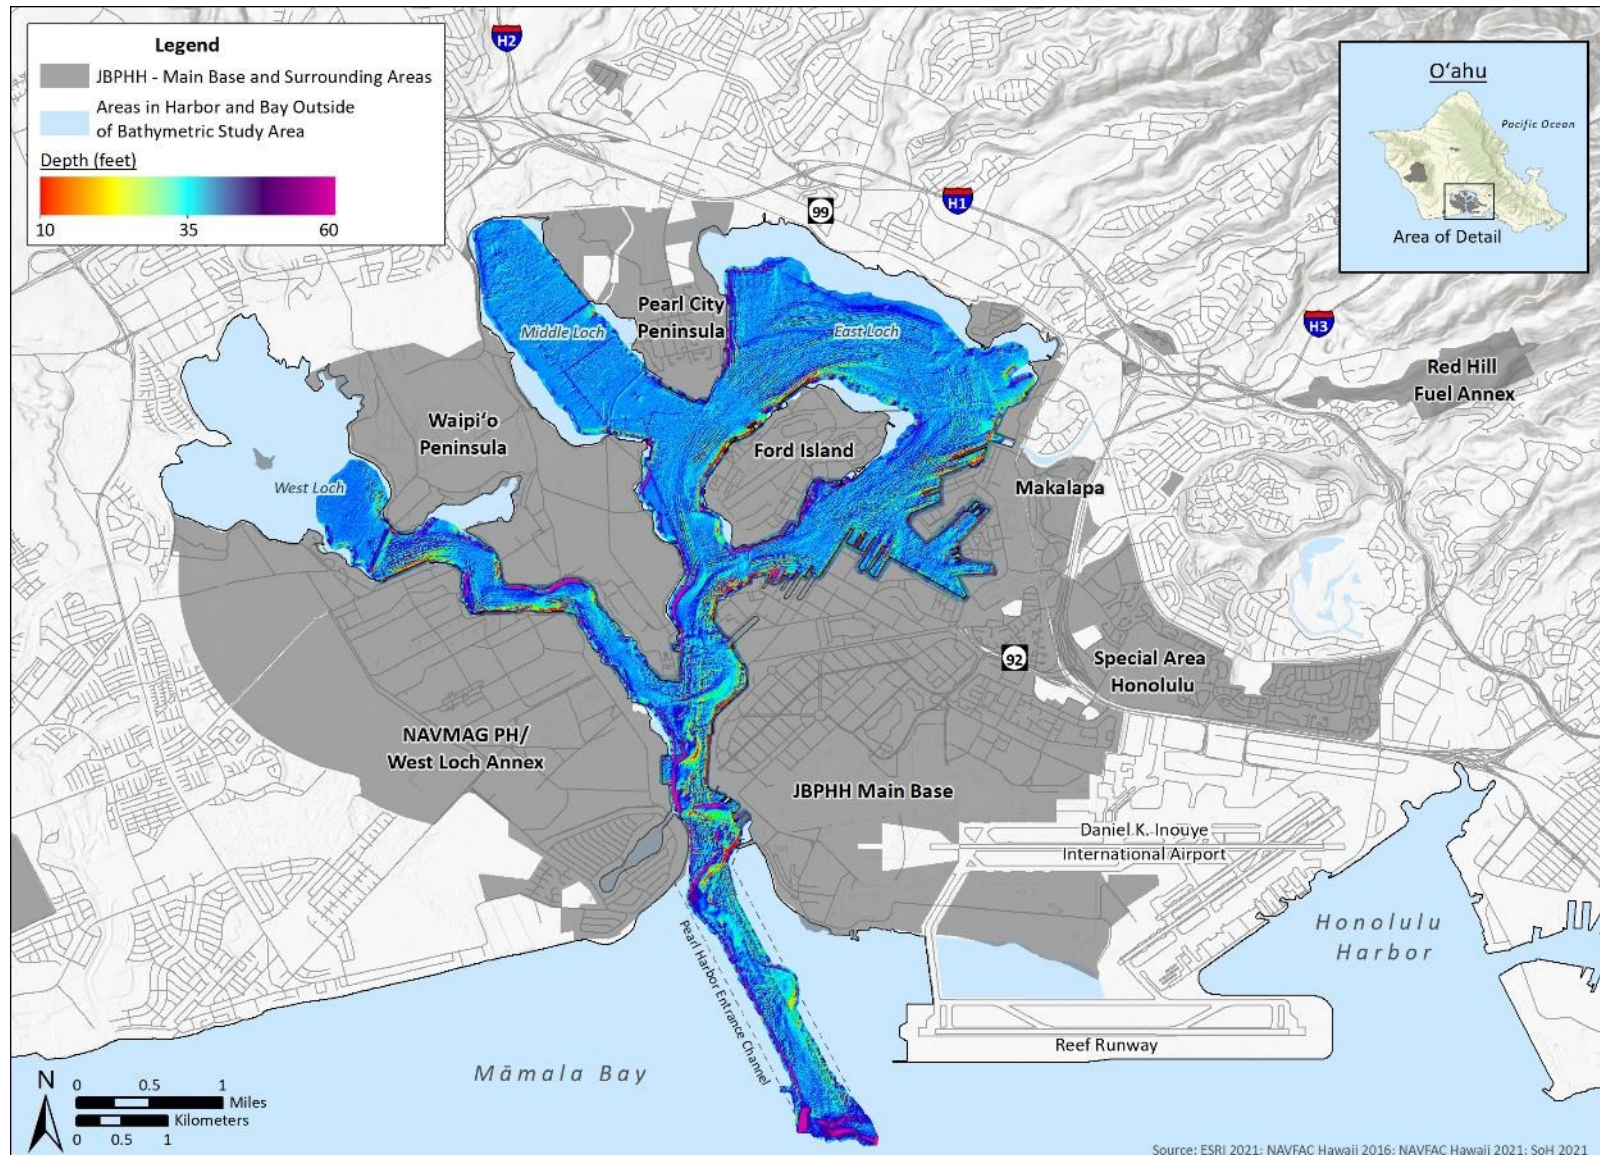 Legend
JBPHH - Main Base and Surrounding Areas
Areas in Harbor and Bay Outside
of Bathymetric Study Area
Depth (feet)
10 35 60
H2
99
H1
H3
Oʻahu
Pacific Ocean
Area of Detail
Pearl City
Peninsula
Middle Loch
East Loch
Red Hill
Fuel Annex
Waipiʻo
Peninsula
Ford Island
West Loch
Makalapa
92
Special Area
Honolulu
NAVMAG PH/
West Loch Annex
JBPHH Main Base
Daniel K. Inouye
International Airport
Pearl Harbor Entrance Channel
Honolulu
Harbor
Reef Runway
Māmala Bay
N
0 0.5 1
Miles
Kilometers
0 0.5 1
Source: ESRI 2021; NAVFAC Hawaii 2016; NAVFAC Hawaii 2021; SoH 2021